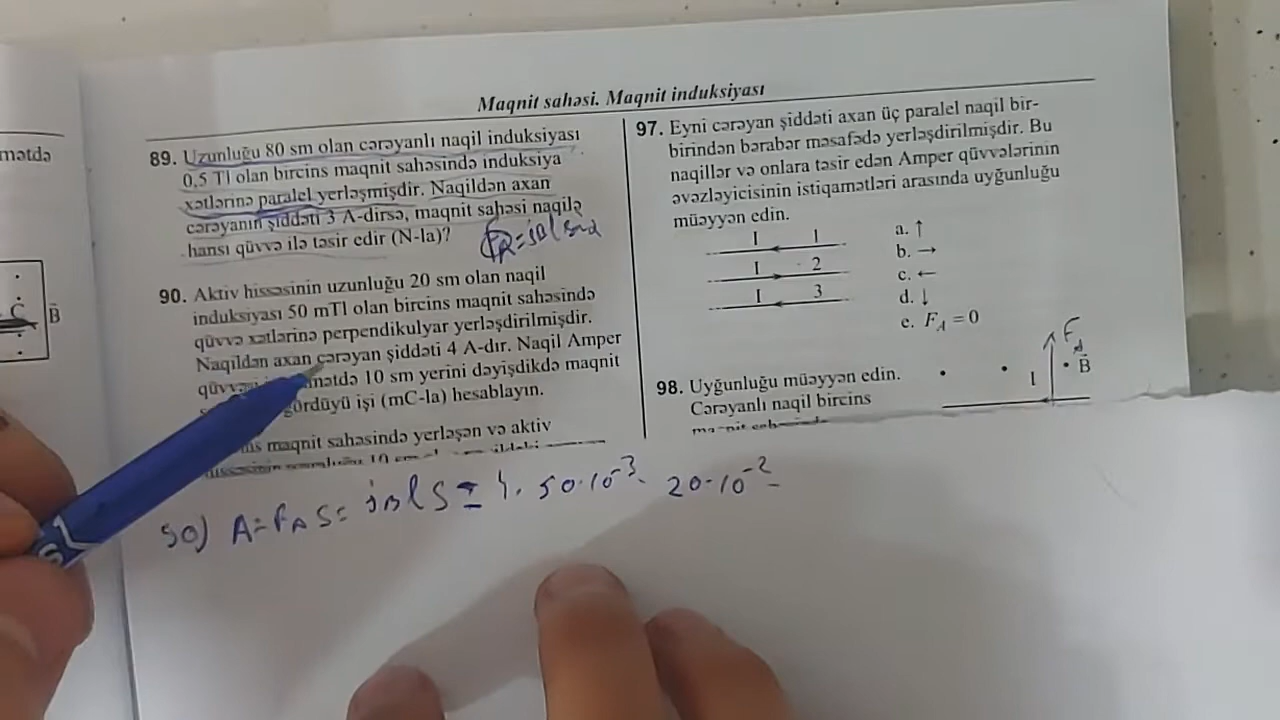 mətdə
B
Maqnit sahəsi. Maqnit induksiyası
89. Uzunluğu 80 sm olan cərəyanlı naqil induksiyası
0,5 Tl olan bircins maqnit sahəsində induksiya
xətlərinə paralel yerləşmişdir. Naqildən axan
cərəyanın şiddəti 3 A-dirsə, maqnit sahəsi naqilə
hansı qüvvə ilə təsir edir (N-la)?
90. Aktiv hissəsinin uzunluğu 20 sm olan naqil
induksiyası 50 mTl olan bircins maqnit sahəsində
qüvvə xətlərinə perpendikulyar yerləşdirilmişdir.
Naqildən axan cərəyan şiddəti 4 A-dır. Naqil Amper
10 sm yerini dəyişdikdə maqnit
gördüyü işi (mC-la) hesablayın.
maqnit sahəsində yerləşən və aktiv
97. Eyni cərəyan şiddəti axan üç paralel naqil bir-
birindən bərabər məsafədə yerləşdirilmişdir. Bu
naqillər və onlara təsir edən Amper qüvvələrinin
əvəzləyicisinin istiqamətləri arasında uyğunluğu
müəyyən edin.
I 1
I 2
I 3
a. ↑
b. →
c. ←
d. ↓
e. F_A = 0
98. Uyğunluğu müəyyən edin.
Cərəyanlı naqil bircins
I
F_A
B
90) A=F_A S= iBlS = 4. 50·10⁻³· 20·10⁻²